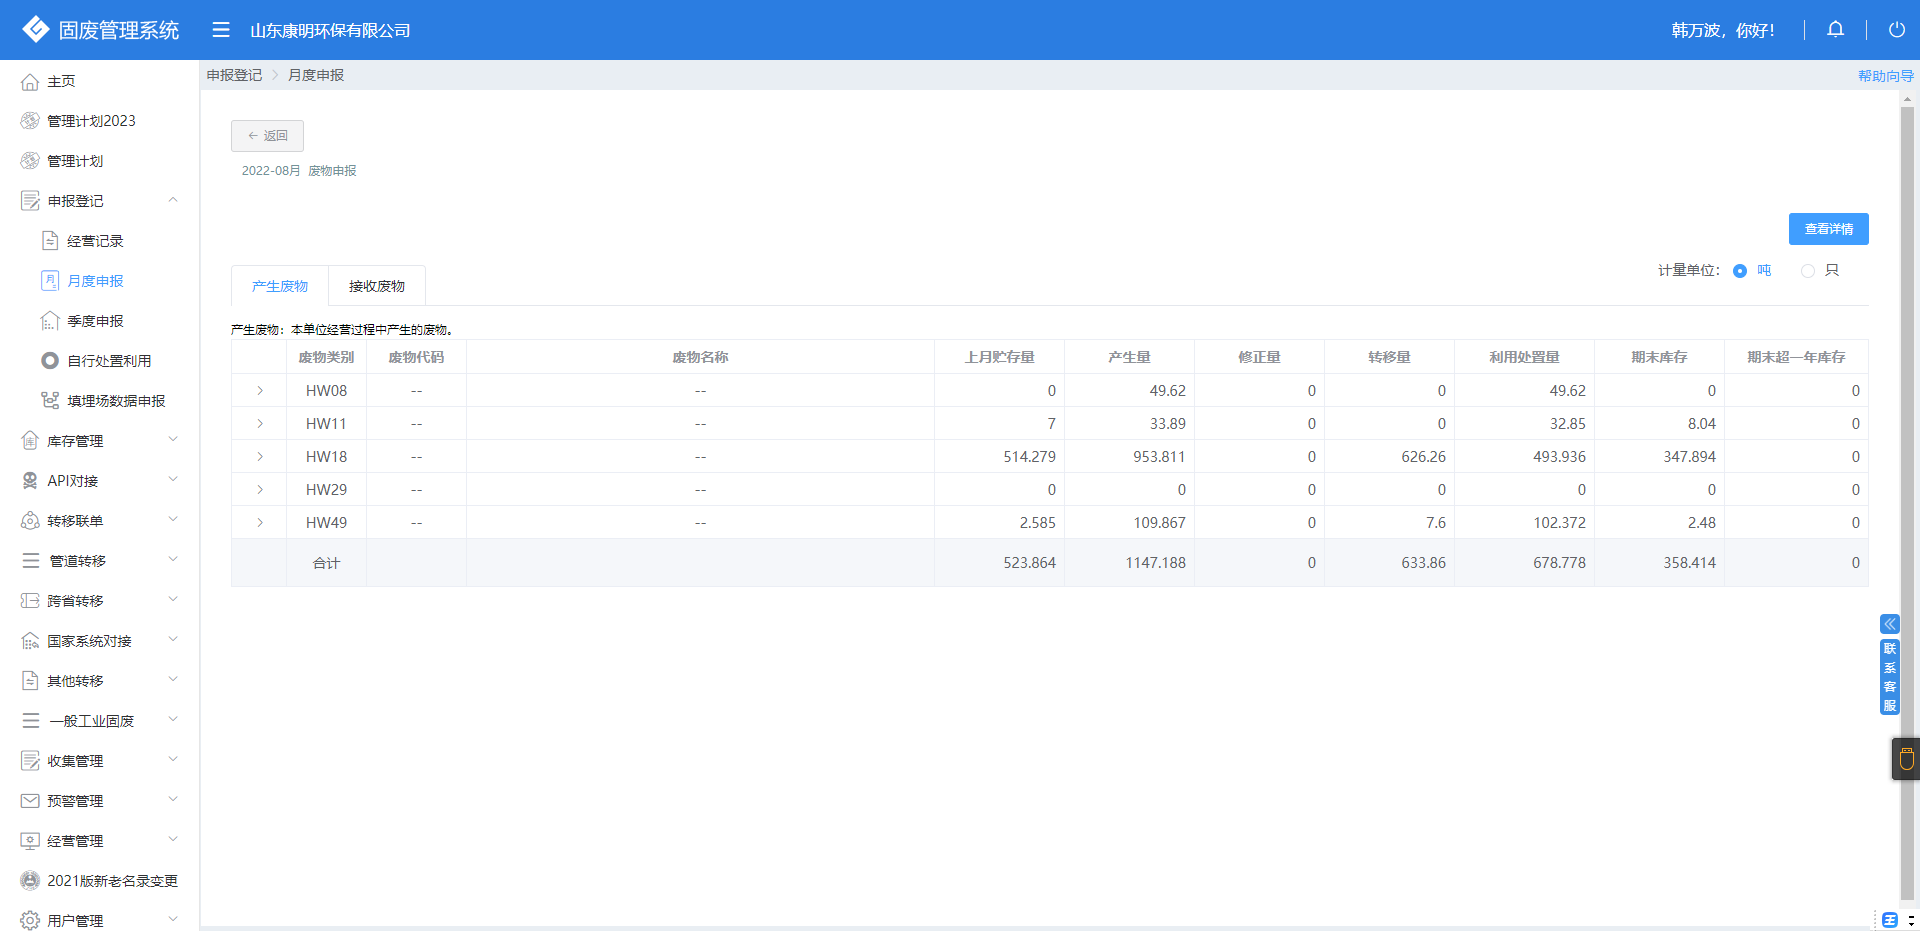 固废管理系统 山东康明环保有限公司 韩万波，你好！
主页
管理计划2023
管理计划
申报登记
经营记录
月度申报
季度申报
自行处置利用
填埋场数据申报
库存管理
API对接
转移联单
管道转移
跨省转移
国家系统对接
其他转移
一般工业固废
收集管理
预警管理
经营管理
2021版新老名录变更
用户管理
申报登记 > 月度申报 帮助向导
← 返回
2022-08月 废物申报
查看详情
计量单位： 吨 只
产生废物 接收废物
产生废物：本单位经营过程中产生的废物。
废物类别 废物代码 废物名称 上月贮存量 产生量 修正量 转移量 利用处置量 期末库存 期末超一年库存
HW08 -- -- 0 49.62 0 0 49.62 0 0
HW11 -- -- 7 33.89 0 0 32.85 8.04 0
HW18 -- -- 514.279 953.811 0 626.26 493.936 347.894 0
HW29 -- -- 0 0 0 0 0 0 0
HW49 -- -- 2.585 109.867 0 7.6 102.372 2.48 0
合计 523.864 1147.188 0 633.86 678.778 358.414 0
联
系
客
服